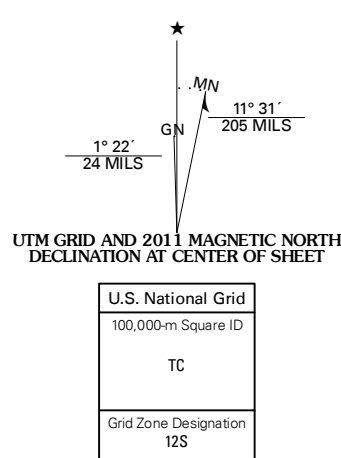 ★
MN
11° 31´
205 MILS
GN
1° 22´
24 MILS
UTM GRID AND 2011 MAGNETIC NORTH
DECLINATION AT CENTER OF SHEET
U.S. National Grid
100,000-m Square ID
TC
Grid Zone Designation
12S